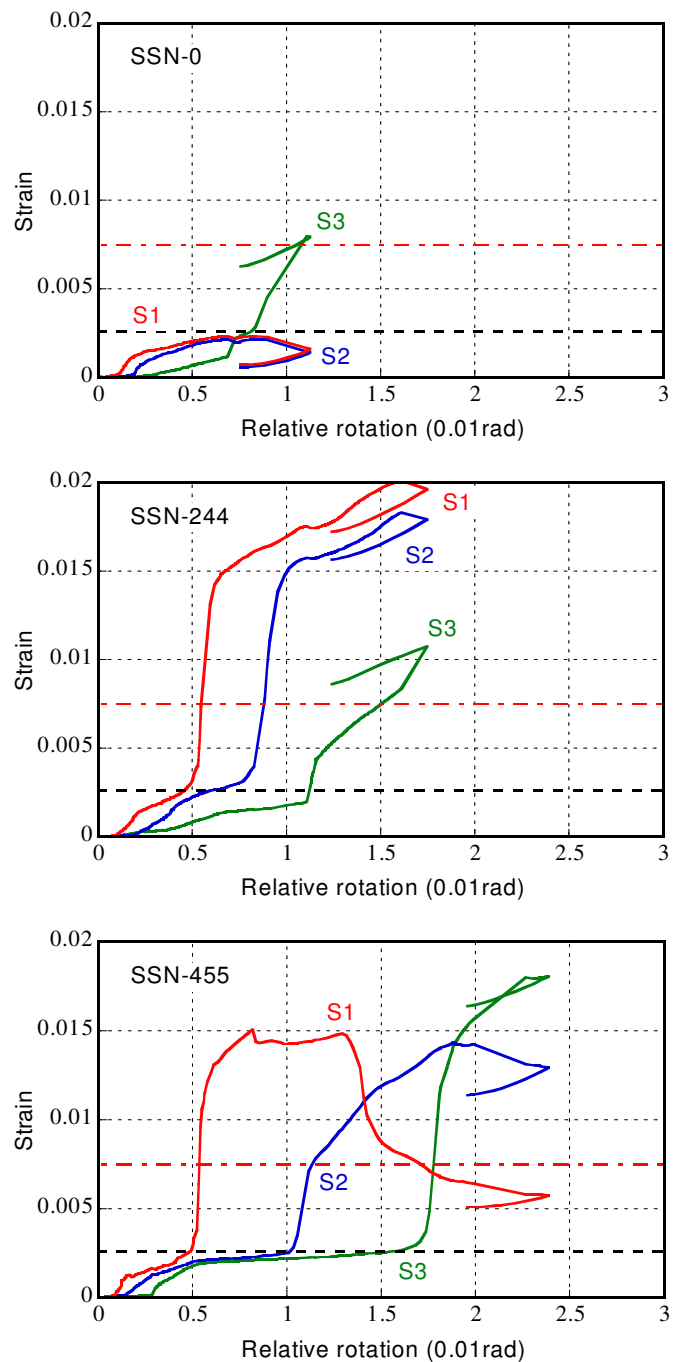 0.02
SSN-0
0.015
Strain
0.01
S3
0.005
S1
S2
0
0 0.5 1 1.5 2 2.5 3
Relative rotation (0.01rad)
0.02
SSN-244
S1
0.015
S2
Strain
0.01
S3
0.005
0
0 0.5 1 1.5 2 2.5 3
Relative rotation (0.01rad)
0.02
SSN-455
S1
0.015
Strain
0.01
S2
0.005
S3
0
0 0.5 1 1.5 2 2.5 3
Relative rotation (0.01rad)